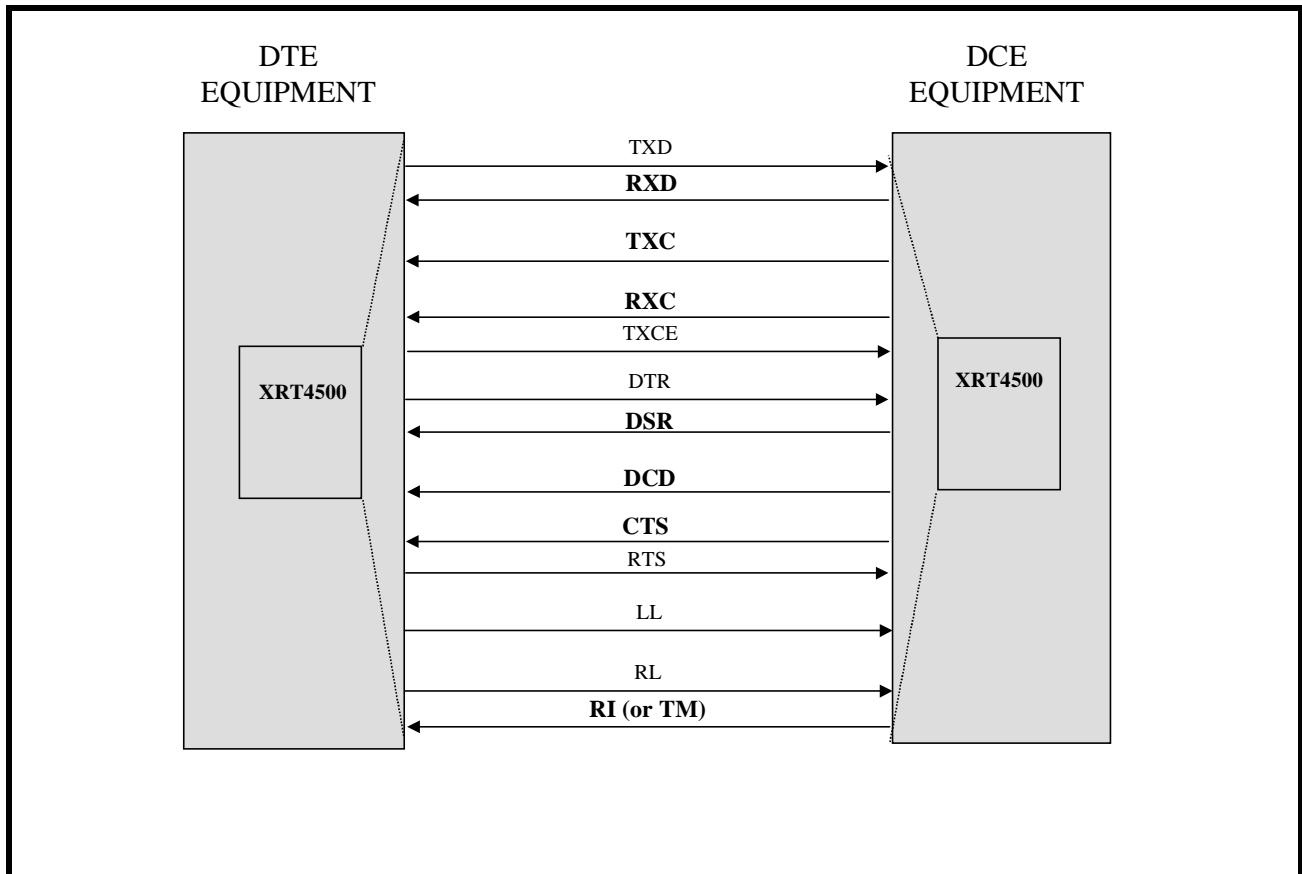 DTE
EQUIPMENT
DCE
EQUIPMENT
TXD
RXD
TXC
RXC
TXCE
DTR
DSR
DCD
CTS
RTS
LL
RL
RI (or TM)
XRT4500
XRT4500